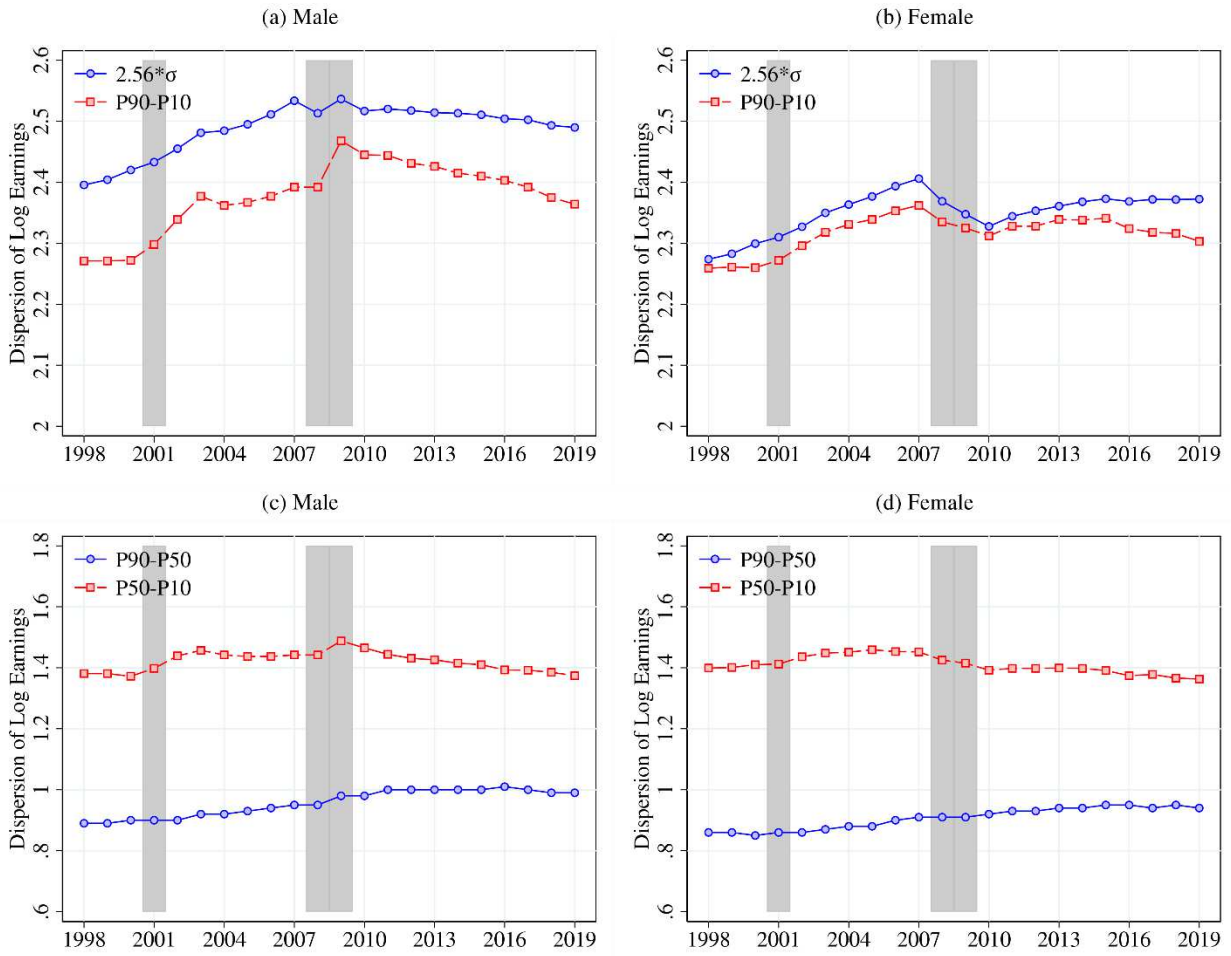 (a) Male
2.56*σ
P90-P10
Dispersion of Log Earnings
2.6
2.5
2.4
2.3
2.2
2.1
2
1998 2001 2004 2007 2010 2013 2016 2019
(b) Female
2.56*σ
P90-P10
Dispersion of Log Earnings
2.6
2.5
2.4
2.3
2.2
2.1
2
1998 2001 2004 2007 2010 2013 2016 2019
(c) Male
P90-P50
P50-P10
Dispersion of Log Earnings
1.8
1.6
1.4
1.2
1
.8
.6
1998 2001 2004 2007 2010 2013 2016 2019
(d) Female
P90-P50
P50-P10
Dispersion of Log Earnings
1.8
1.6
1.4
1.2
1
.8
.6
1998 2001 2004 2007 2010 2013 2016 2019